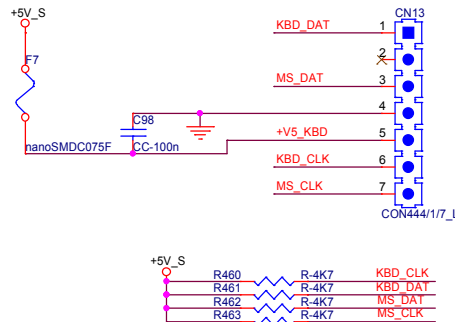 +5V_S
CN13
KBD_DAT
1
F7
2
MS_DAT
3
4
C98
+V5_KBD
5
nanoSMDC075F
CC-100n
KBD_CLK
6
MS_CLK
7
CON444/1/7_L
+5V_S
R460 R-4K7 KBD_CLK
R461 R-4K7 KBD_DAT
R462 R-4K7 MS_DAT
R463 R-4K7 MS_CLK